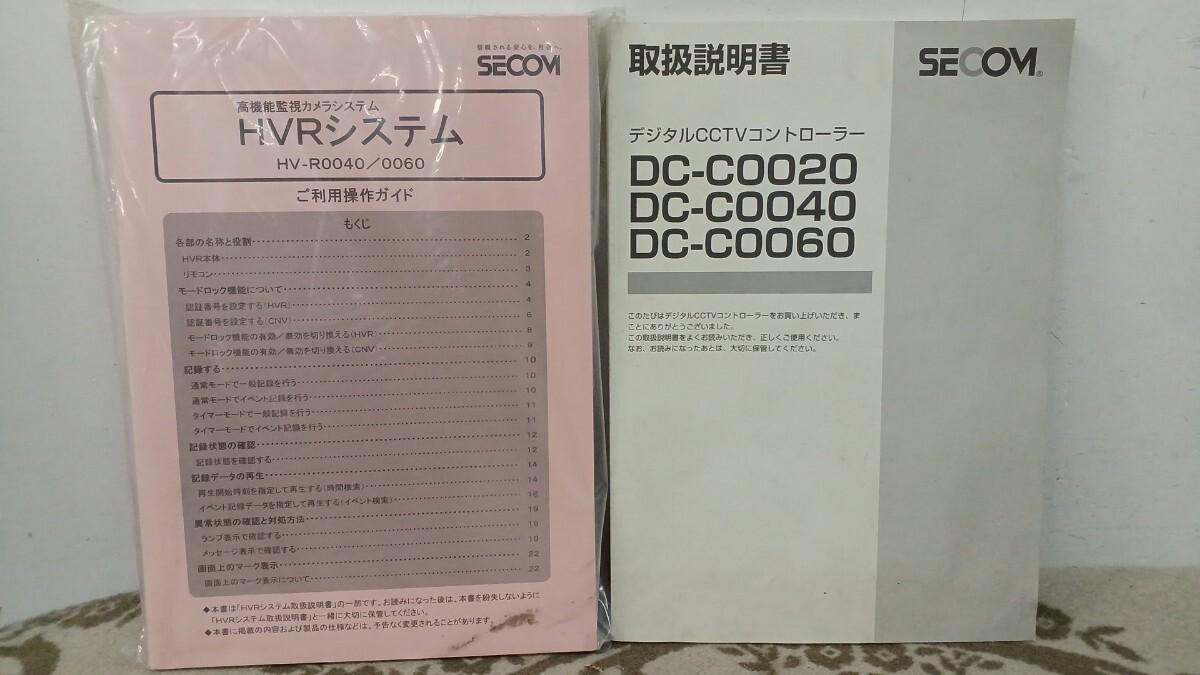 信頼される安心を、社会へ。
SECOM
高機能監視カメラシステム
HVRシステム
HV-R0040/0060
ご利用操作ガイド
もくじ
各部の名称と役割 2
HVR本体 2
リモコン 3
モードロック機能について 4
認証番号を設定する(HVR) 4
認証番号を設定する(CNV) 6
モードロック機能の有効/無効を切り換える(HVR) 8
モードロック機能の有効/無効を切り換える(CNV) 9
記録する 10
通常モードで一般記録を行う 10
通常モードでイベント記録を行う 10
タイマーモードで一般記録を行う 11
タイマーモードでイベント記録を行う 11
記録状態の確認 12
記録状態を確認する 12
記録データの再生 14
再生開始時刻を指定して再生する(時間検索) 14
イベント記録データを指定して再生する(イベント検索) 16
異常状態の確認と対処方法 19
ランプ表示で確認する 19
メッセージ表示で確認する 19
画面上のマーク表示 22
画面上のマーク表示について 22
◆本書は「HVRシステム取扱説明書」の一部です。お読みになった後は、本書を紛失しないように
「HVRシステム取扱説明書」と一緒に大切に保管してください。
◆本書に掲載の内容および製品の仕様などは、予告なく変更されることがあります。
取扱説明書
SECOM®
デジタルCCTVコントローラー
DC-C0020
DC-C0040
DC-C0060
このたびはデジタルCCTVコントローラーをお買い上げいただき、ま
ことにありがとうございました。
この取扱説明書をよくお読みいただき、正しくご使用ください。
なお、お読みになったあとは、大切に保管してください。